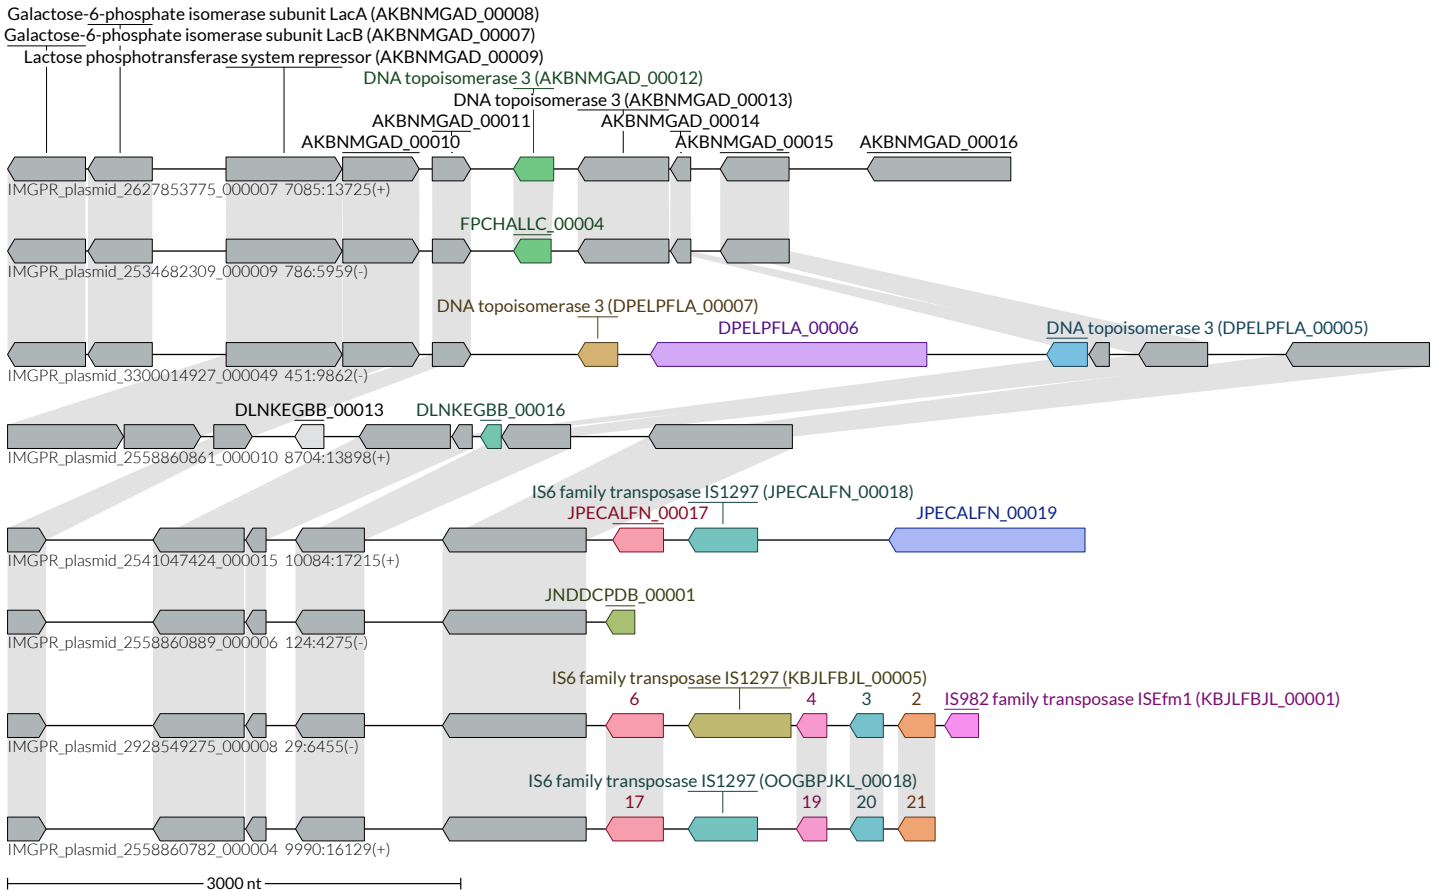 Galactose-6-phosphate isomerase subunit LacA (AKBNMGAD_00008)
Galactose-6-phosphate isomerase subunit LacB (AKBNMGAD_00007)
Lactose phosphotransferase system repressor (AKBNMGAD_00009)
DNA topoisomerase 3 (AKBNMGAD_00012)
DNA topoisomerase 3 (AKBNMGAD_00013)
AKBNMGAD_00011 AKBNMGAD_00014
AKBNMGAD_00010 AKBNMGAD_00015 AKBNMGAD_00016
IMGPR_plasmid_2627853775_000007 7085:13725(+)
FPCHALLC_00004
IMGPR_plasmid_2534682309_000009 786:5959(-)
DNA topoisomerase 3 (DPELPFLA_00007)
DPELPFLA_00006 DNA topoisomerase 3 (DPELPFLA_00005)
IMGPR_plasmid_3300014927_000049 451:9862(-)
DLNKEGBB_00013 DLNKEGBB_00016
IMGPR_plasmid_2558860861_000010 8704:13898(+)
IS6 family transposase IS1297 (JPECALFN_00018)
JPECALFN_00017 JPECALFN_00019
IMGPR_plasmid_2541047424_000015 10084:17215(+)
JNDDCPDB_00001
IMGPR_plasmid_2558860889_000006 124:4275(-)
IS6 family transposase IS1297 (KBJLFBJL_00005)
6 4 3 2 IS982 family transposase ISEfm1 (KBJLFBJL_00001)
IMGPR_plasmid_2928549275_000008 29:6455(-)
IS6 family transposase IS1297 (OOGBPJKL_00018)
17 19 20 21
IMGPR_plasmid_2558860782_000004 9990:16129(+)
3000 nt